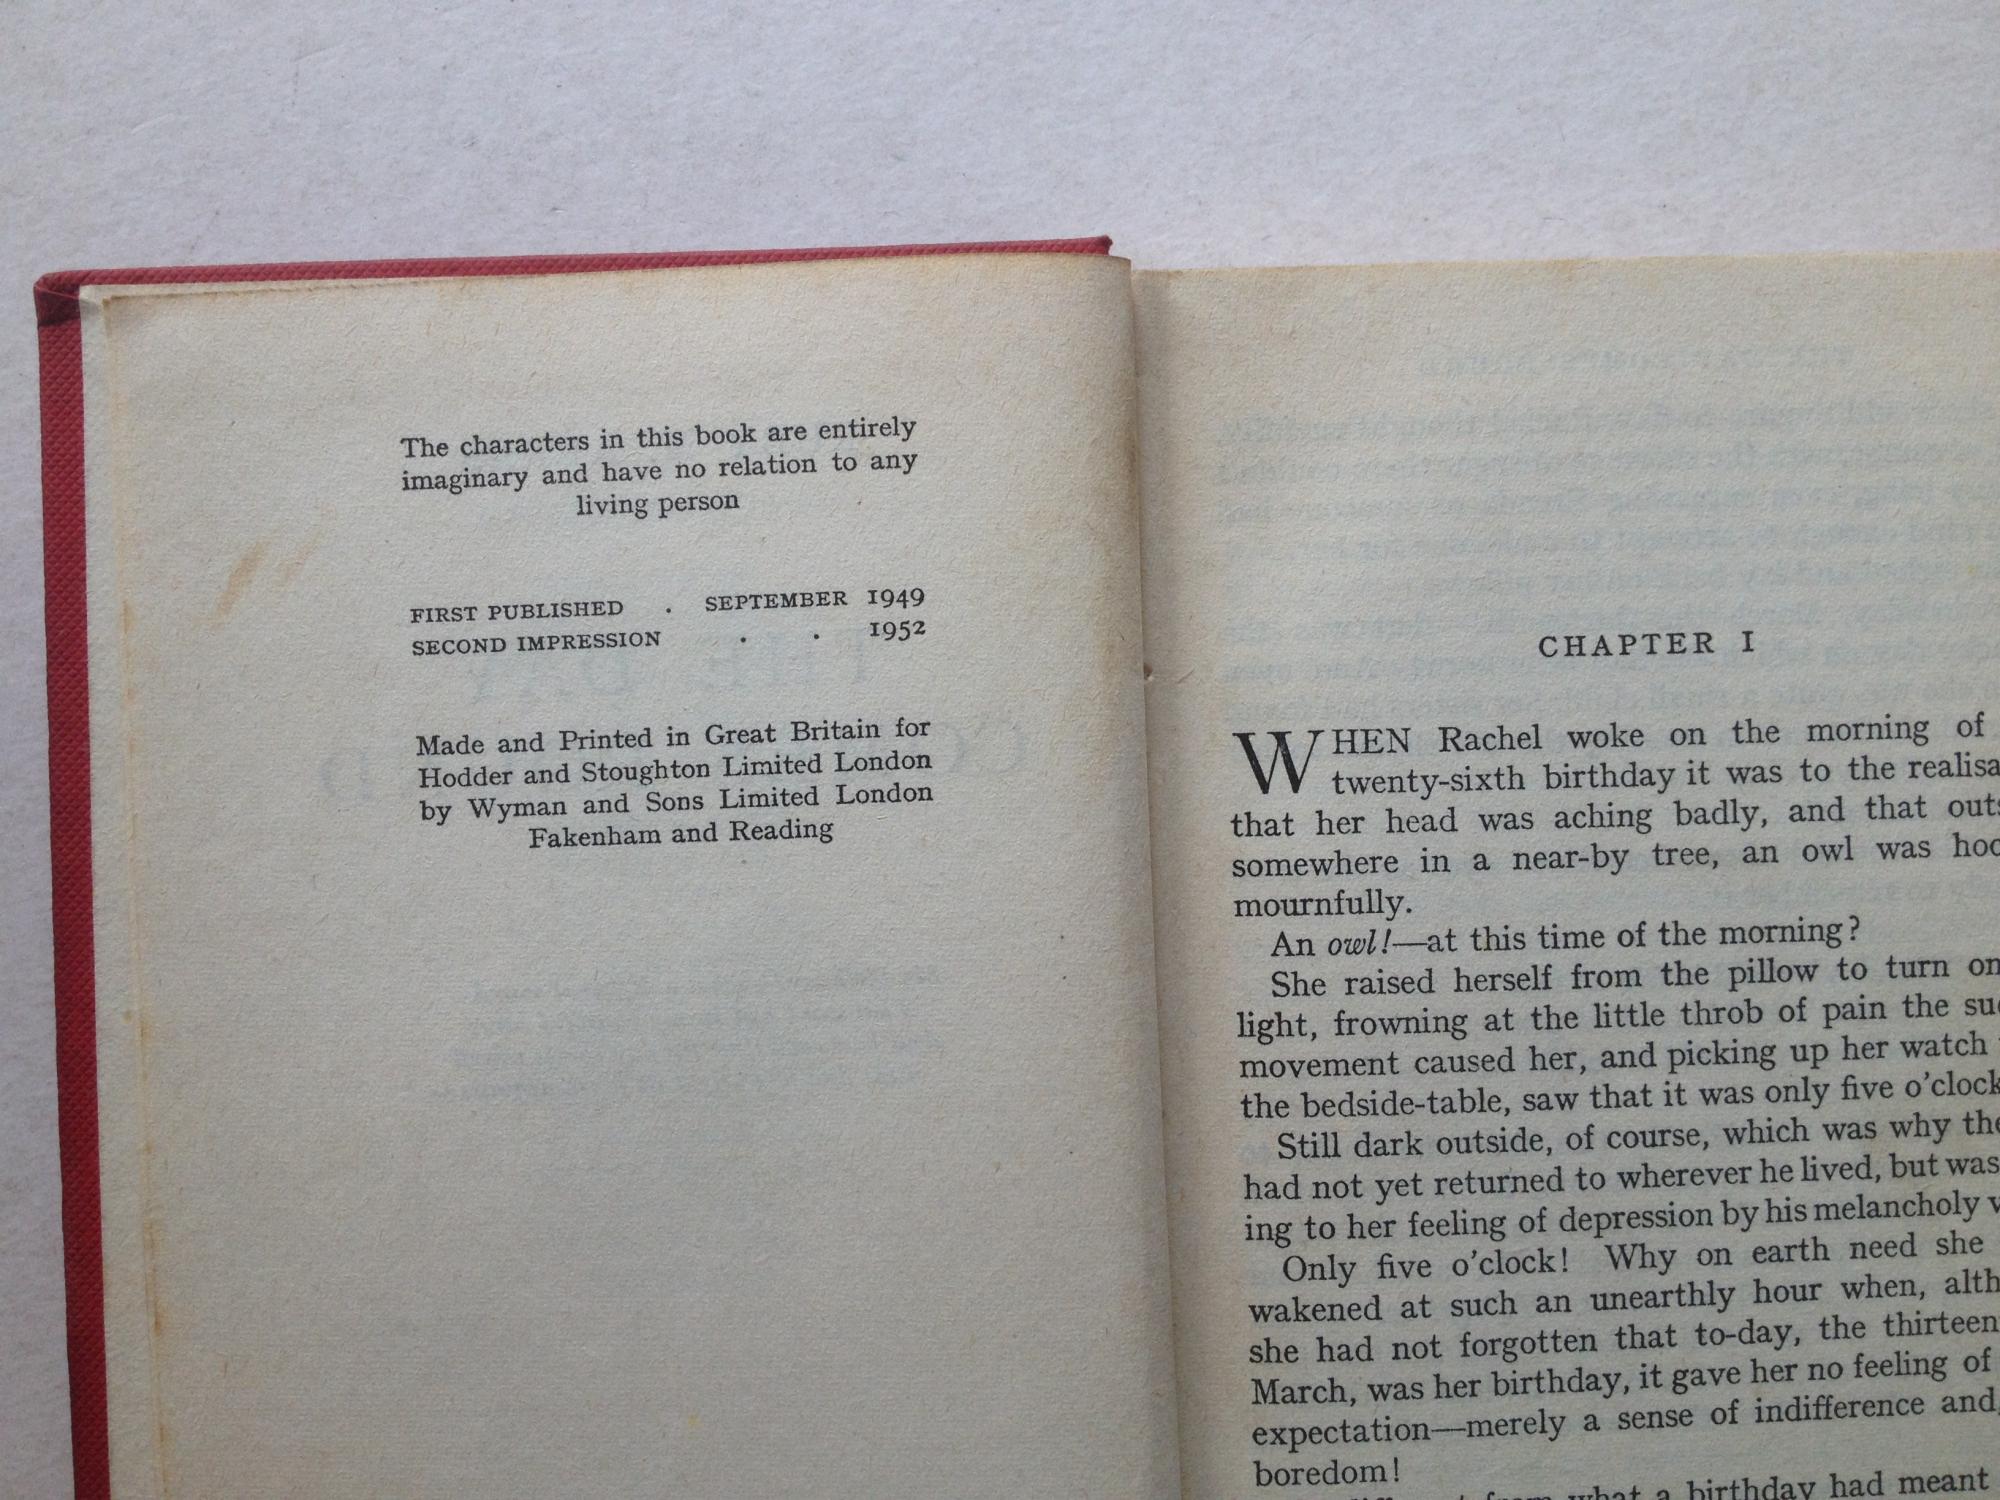 The characters in this book are entirely
imaginary and have no relation to any
living person
FIRST PUBLISHED . SEPTEMBER 1949
SECOND IMPRESSION . . 1952
Made and Printed in Great Britain for
Hodder and Stoughton Limited London
by Wyman and Sons Limited London
Fakenham and Reading
CHAPTER I
WHEN Rachel woke on the morning of
twenty-sixth birthday it was to the realisa
that her head was aching badly, and that outs
somewhere in a near-by tree, an owl was hoo
mournfully.
An owl!—at this time of the morning?
She raised herself from the pillow to turn on
light, frowning at the little throb of pain the su
movement caused her, and picking up her watch
the bedside-table, saw that it was only five o'clock
Still dark outside, of course, which was why the
had not yet returned to wherever he lived, but was
ing to her feeling of depression by his melancholy v
Only five o'clock! Why on earth need she
wakened at such an unearthly hour when, alth
she had not forgotten that to-day, the thirteen
March, was her birthday, it gave her no feeling of
expectation—merely a sense of indifference and,
boredom!
from what a birthday had meant